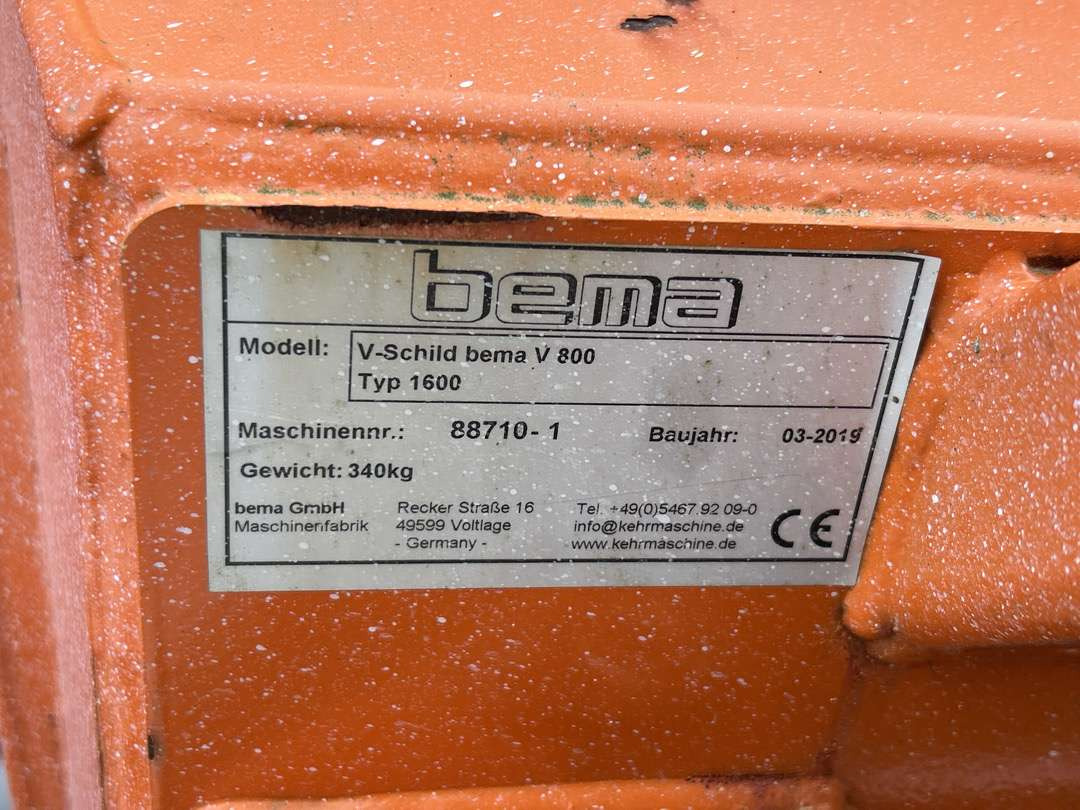 bema
Modell: V-Schild bema V 800
Typ 1600
Maschinennr.: 88710-1 Baujahr: 03-2019
Gewicht: 340kg
bema GmbH Recker Straße 16 Tel. +49(0)5467.92 09-0
Maschinenfabrik 49599 Voltlage info@kehrmaschine.de
- Germany - www.kehrmaschine.de
CE